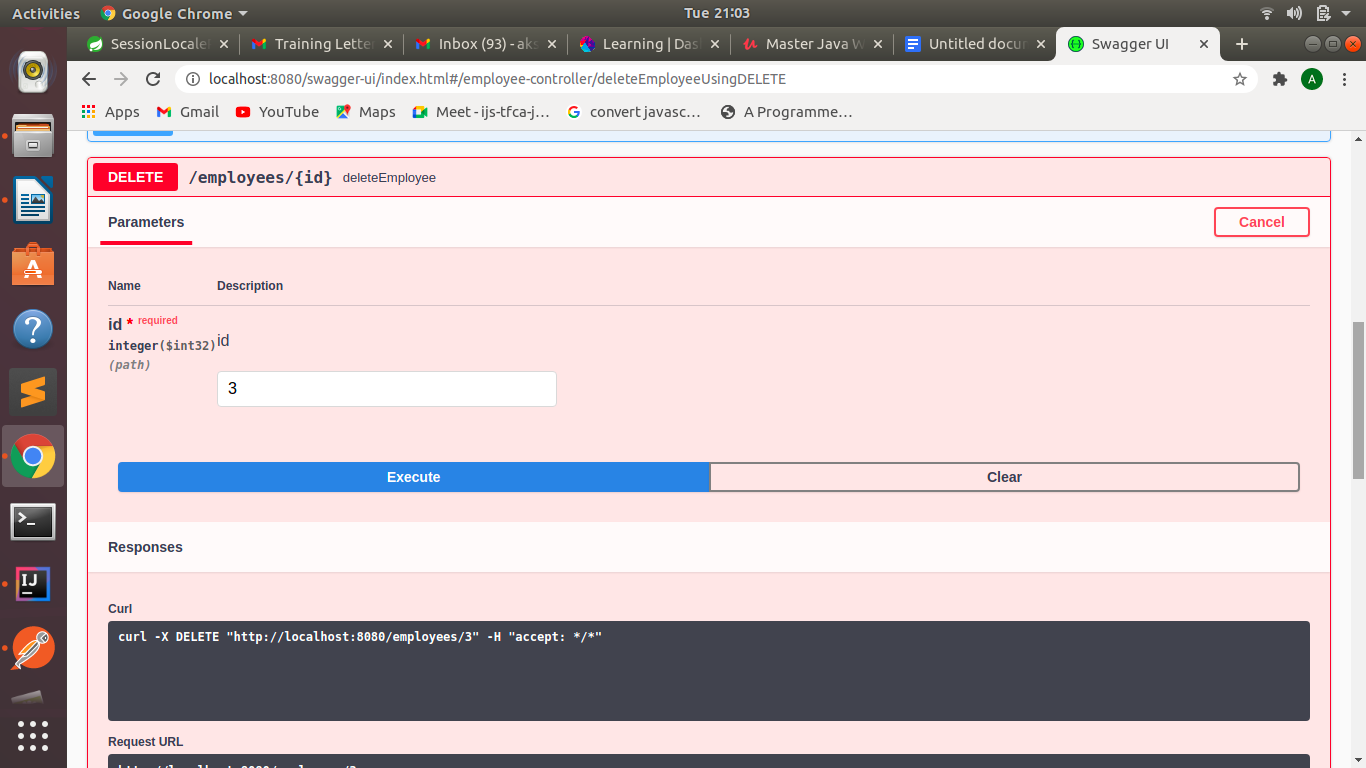 Activities Google Chrome Tue 21:03
SessionLocale Training Lette Inbox (93) - aks Learning | Das Master Java W Untitled docur Swagger UI
localhost:8080/swagger-ui/index.html#/employee-controller/deleteEmployeeUsingDELETE A
Apps Gmail YouTube Maps Meet - ijs-tfca-j… convert javasc… A Programme…
DELETE /employees/{id} deleteEmployee
Parameters Cancel
Name Description
id * required
integer($int32) id
(path)
3
Execute Clear
Responses
Curl
curl -X DELETE "http://localhost:8080/employees/3" -H "accept: */*"
Request URL